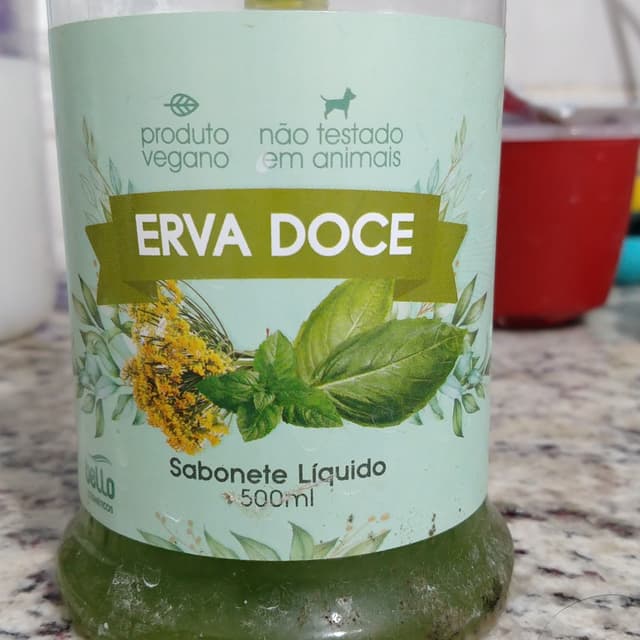 produto
vegano
não testado
em animais
ERVA DOCE
Sabonete Líquido
500ml